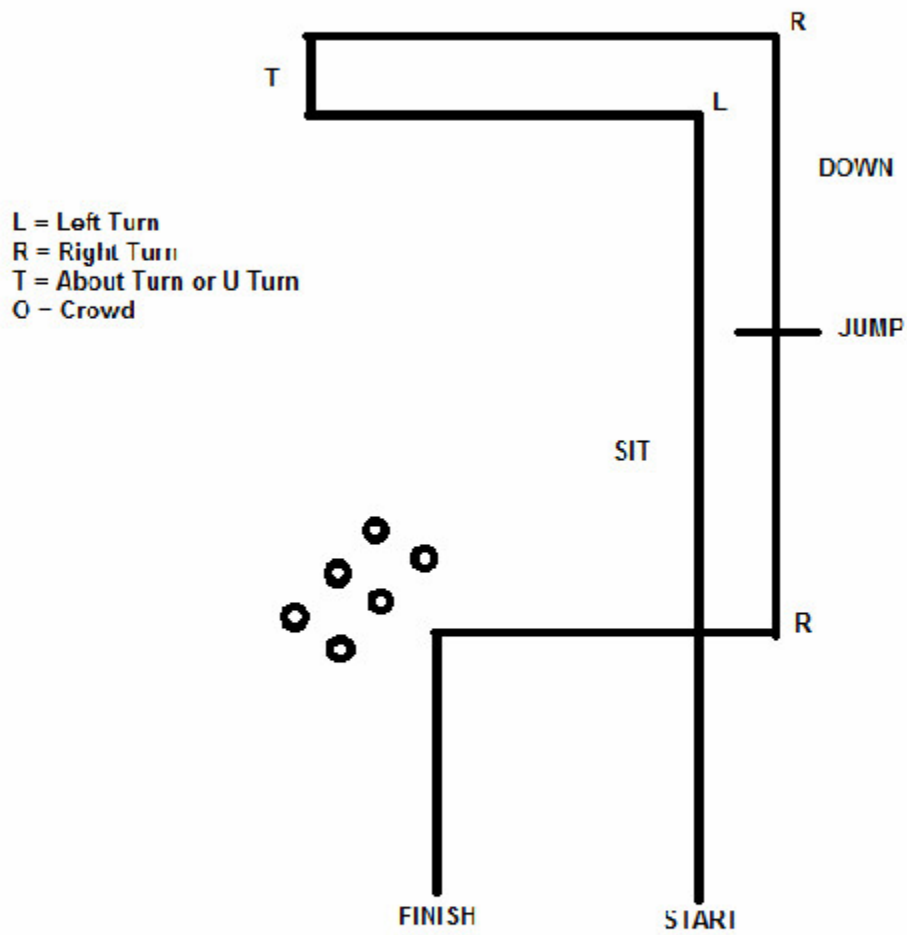 R
T
L
DOWN
L = Left Turn
R = Right Turn
T = About Turn or U Turn
O = Crowd
JUMP
SIT
R
FINISH
START